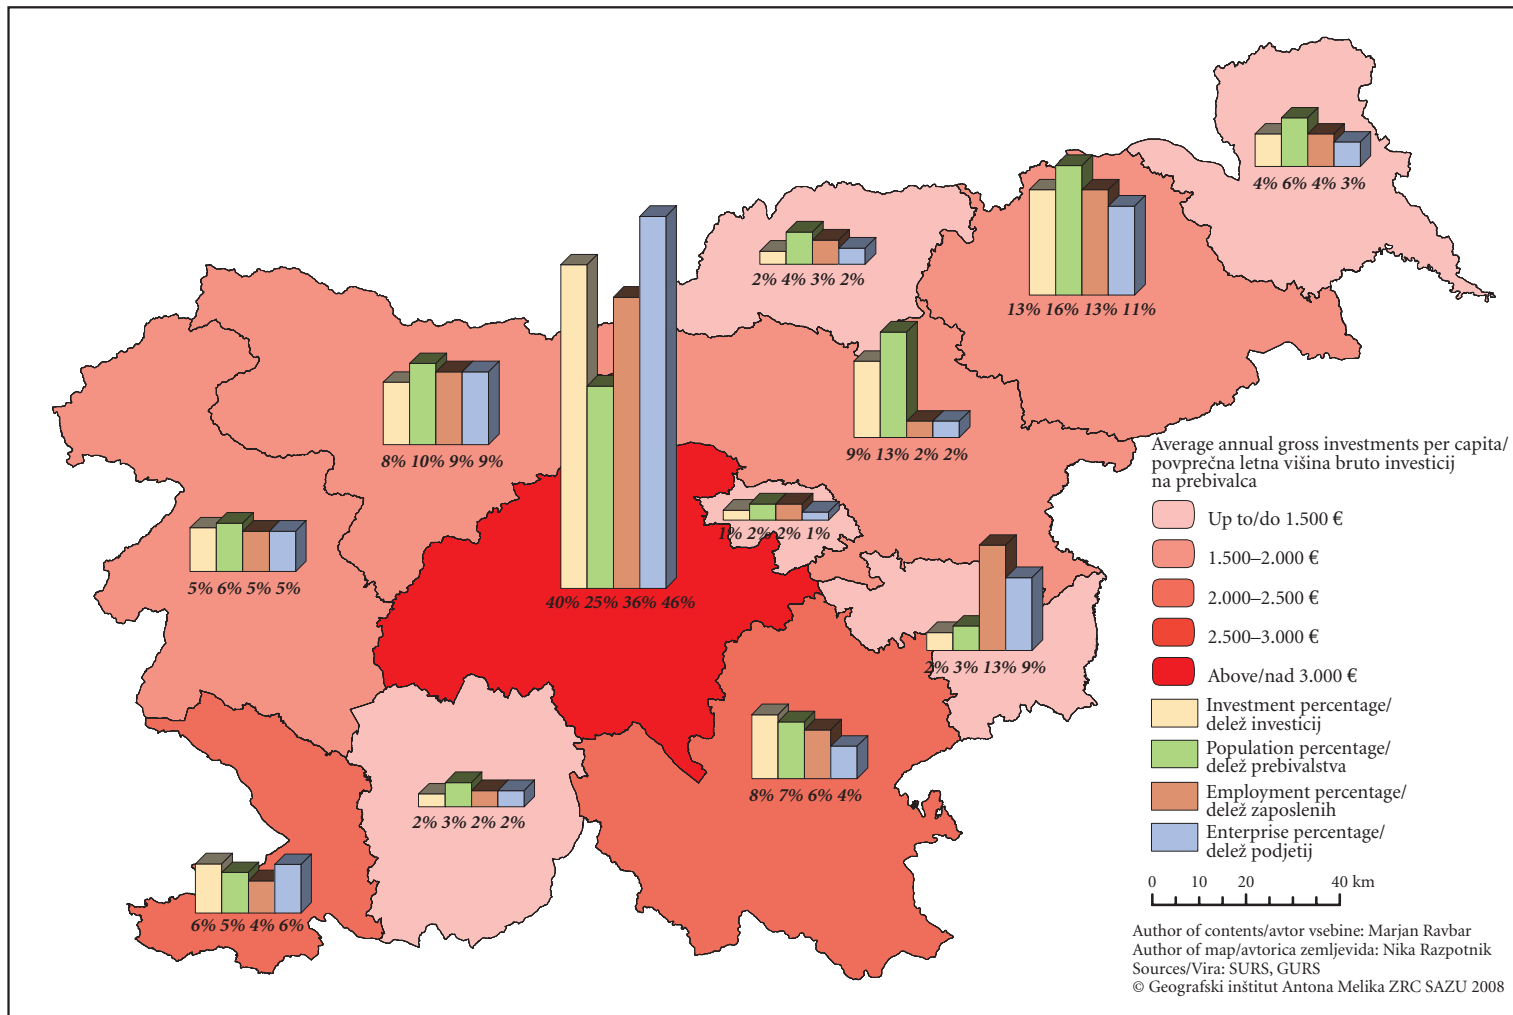 4% 6% 4% 3%
2% 4% 3% 2%
13% 16% 13% 11%
8% 10% 9% 9%
9% 13% 2% 2%
1% 2% 2% 1%
5% 6% 5% 5%
40% 25% 36% 46%
2% 3% 13% 9%
8% 7% 6% 4%
2% 3% 2% 2%
6% 5% 4% 6%
Average annual gross investments per capita/
povprečna letna višina bruto investicij
na prebivalca
Up to/do 1.500 €
1.500–2.000 €
2.000–2.500 €
2.500–3.000 €
Above/nad 3.000 €
Investment percentage/
delež investicij
Population percentage/
delež prebivalstva
Employment percentage/
delež zaposlenih
Enterprise percentage/
delež podjetij
0 10 20 40 km
Author of contents/avtor vsebine: Marjan Ravbar
Author of map/avtorica zemljevida: Nika Razpotnik
Sources/Vira: SURS, GURS
© Geografski inštitut Antona Melika ZRC SAZU 2008